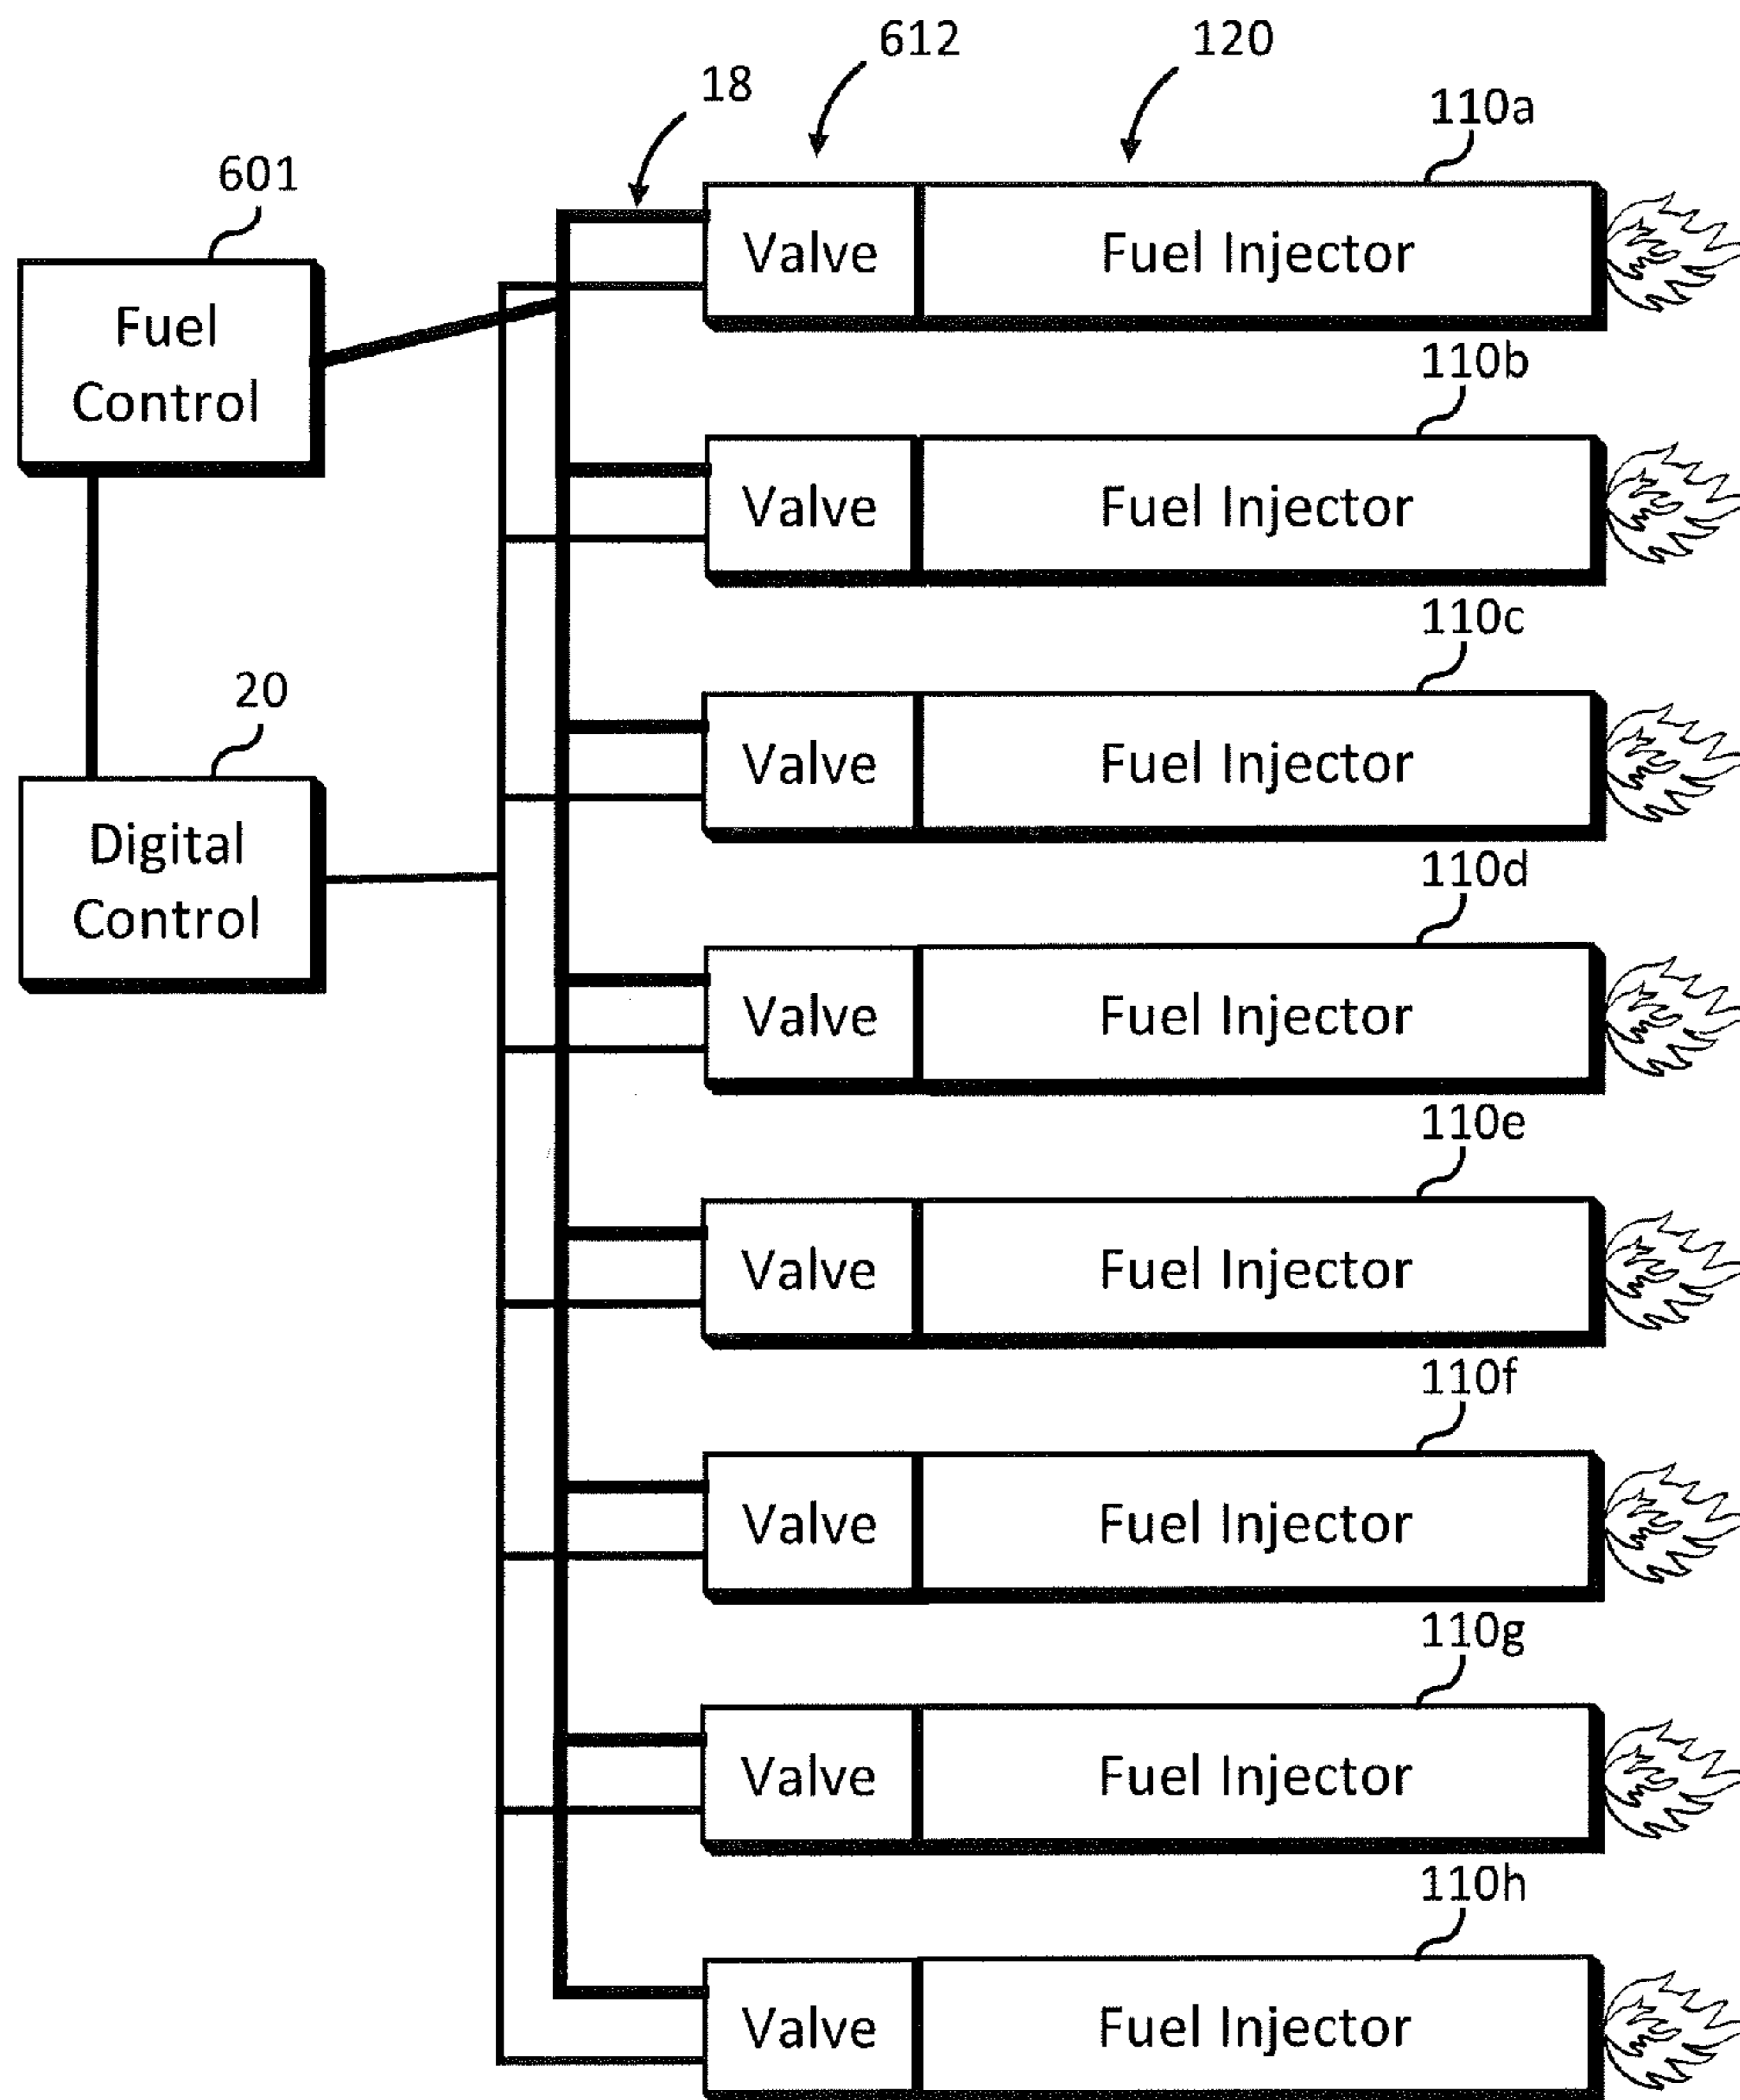 612
120
18
110a
601
Valve
Fuel Injector
Fuel
Control
110b
Valve
Fuel Injector
110c
20
Valve
Fuel Injector
Digital
Control
110d
Valve
Fuel Injector
110e
Valve
Fuel Injector
110f
Valve
Fuel Injector
110g
Valve
Fuel Injector
110h
Valve
Fuel Injector